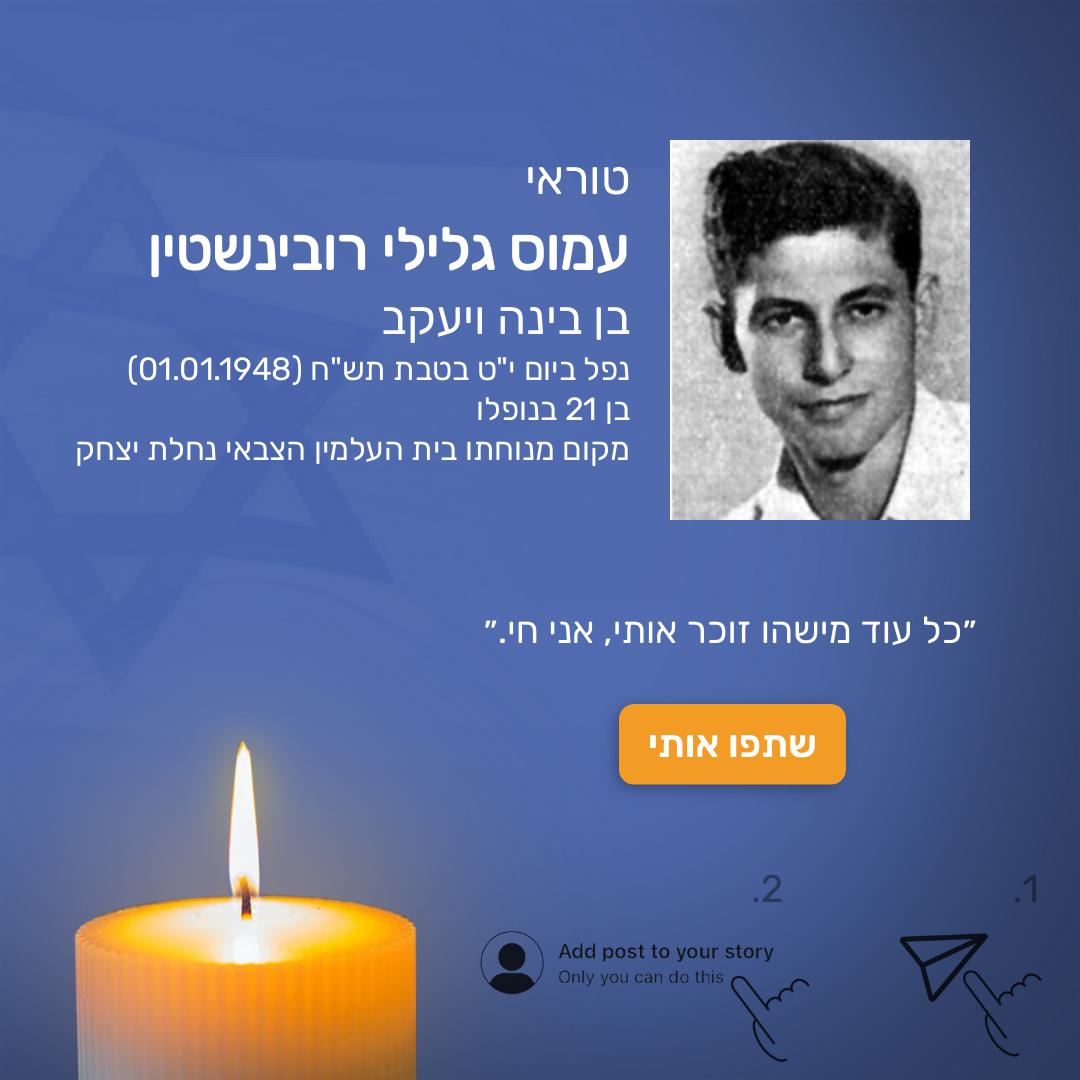 טוראי
עמוס גלילי רובינשטין
בן בינה ויעקב
נפל ביום י"ט בטבת תש"ח (01.01.1948)
בן 21 בנופלו
מקום מנוחתו בית העלמין הצבאי נחלת יצחק
״כל עוד מישהו זוכר אותי, אני חי.״
שתפו אותי
1.
2.
Add post to your story
Only you can do this